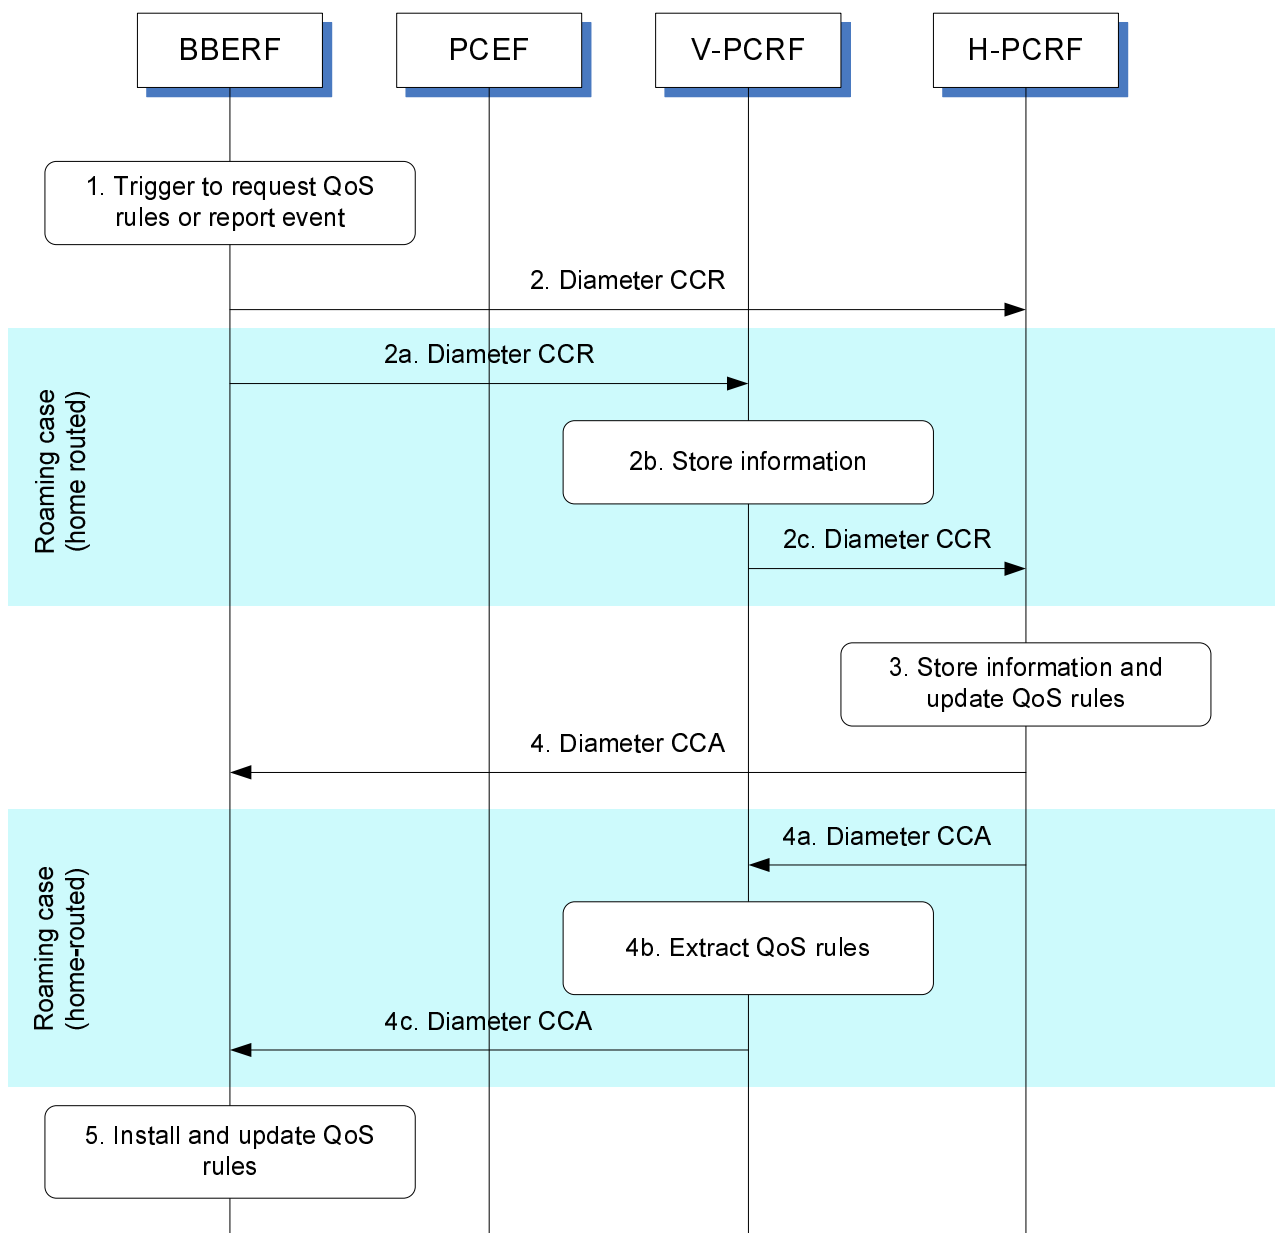 BBERF
PCEF
V-PCRF
H-PCRF
1. Trigger to request QoS
rules or report event
2. Diameter CCR
2a. Diameter CCR
Roaming case
(home routed)
2b. Store information
2c. Diameter CCR
3. Store information and
update QoS rules
4. Diameter CCA
4a. Diameter CCA
Roaming case
(home-routed)
4b. Extract QoS rules
4c. Diameter CCA
5. Install and update QoS
rules